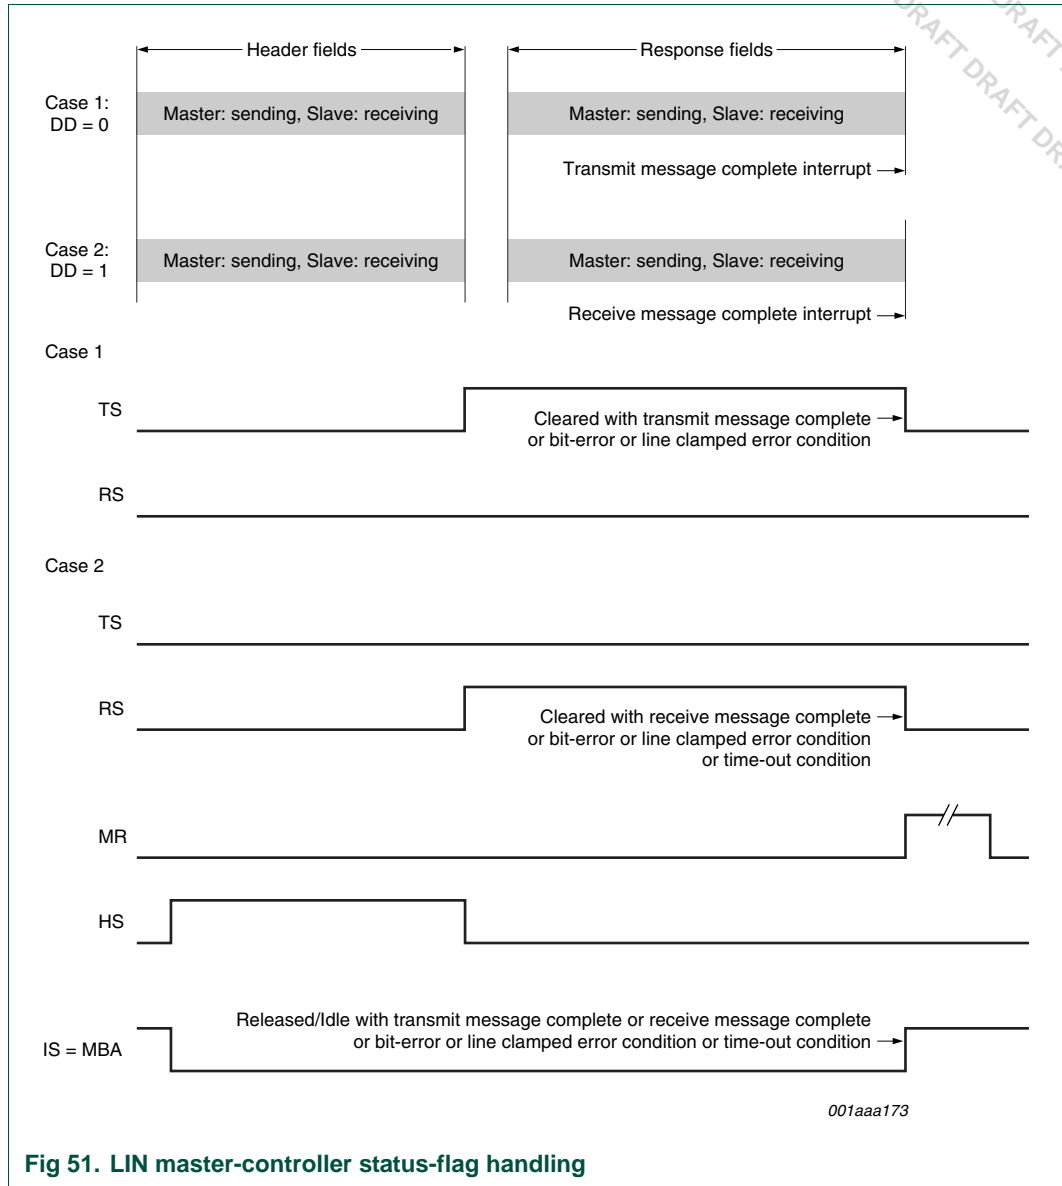 DRAFT DRAFT DRAFT
DRAFT DRAFT
Header fields
Response fields
Case 1:
DD = 0
Master: sending, Slave: receiving
Master: sending, Slave: receiving
Transmit message complete interrupt
Case 2:
DD = 1
Master: sending, Slave: receiving
Master: sending, Slave: receiving
Receive message complete interrupt
Case 1
TS
Cleared with transmit message complete
or bit-error or line clamped error condition
RS
Case 2
TS
RS
Cleared with receive message complete
or bit-error or line clamped error condition
or time-out condition
MR
HS
IS = MBA
Released/Idle with transmit message complete or receive message complete
or bit-error or line clamped error condition or time-out condition
001aaa173
Fig 51. LIN master-controller status-flag handling